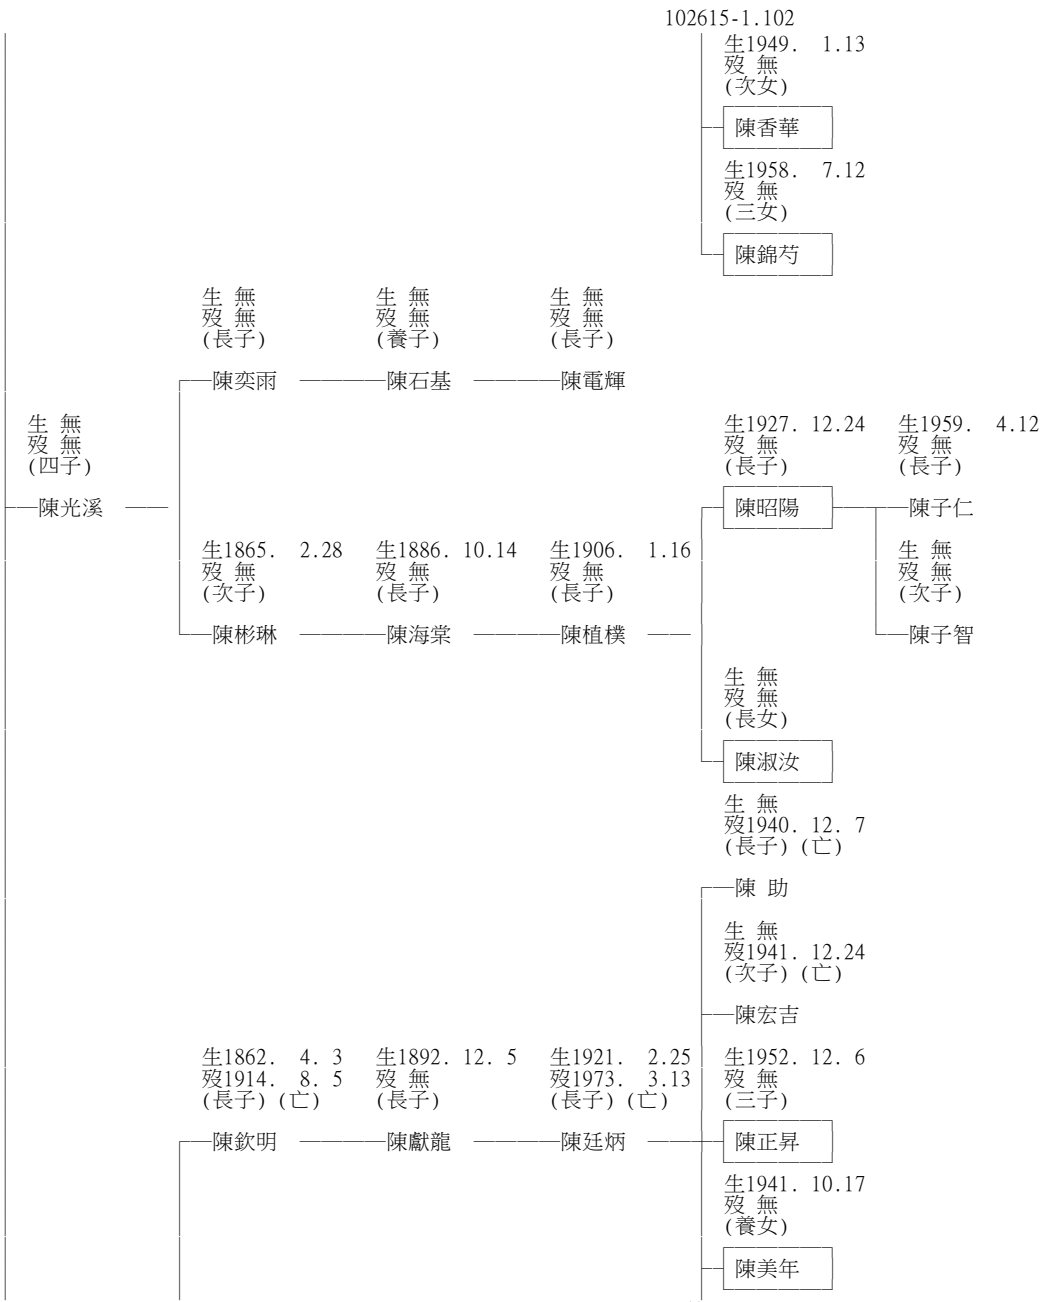 102615-1.102
生1949.  1.13
歿 無
(次女)
陳香華
生1958.  7.12
歿 無
(三女)
陳錦芍
生 無 生 無 生 無
歿 無 歿 無 歿 無
(長子) (養子) (長子)
陳奕雨 陳石基 陳電輝
生 無 生1927. 12.24 生1959.  4.12
歿 無 歿 無 歿 無
(四子) (長子) (長子)
陳光溪 陳昭陽 陳子仁
生1865.  2.28 生1886. 10.14 生1906.  1.16 生 無
歿 無 歿 無 歿 無 歿 無
(次子) (長子) (長子) (次子)
陳彬琳 陳海棠 陳植樸 陳子智
生 無
歿 無
(長女)
陳淑汝
生 無
歿1940. 12. 7
(長子)(亡)
陳 助
生 無
歿1941. 12.24
(次子)(亡)
陳宏吉
生1862.  4. 3 生1892. 12. 5 生1921.  2.25 生1952. 12. 6
歿1914.  8. 5 歿 無 歿1973.  3.13 歿 無
(長子)(亡) (長子) (長子)(亡) (三子)
陳欽明 陳獻龍 陳廷炳 陳正昇
生1941. 10.17
歿 無
(養女)
陳美年